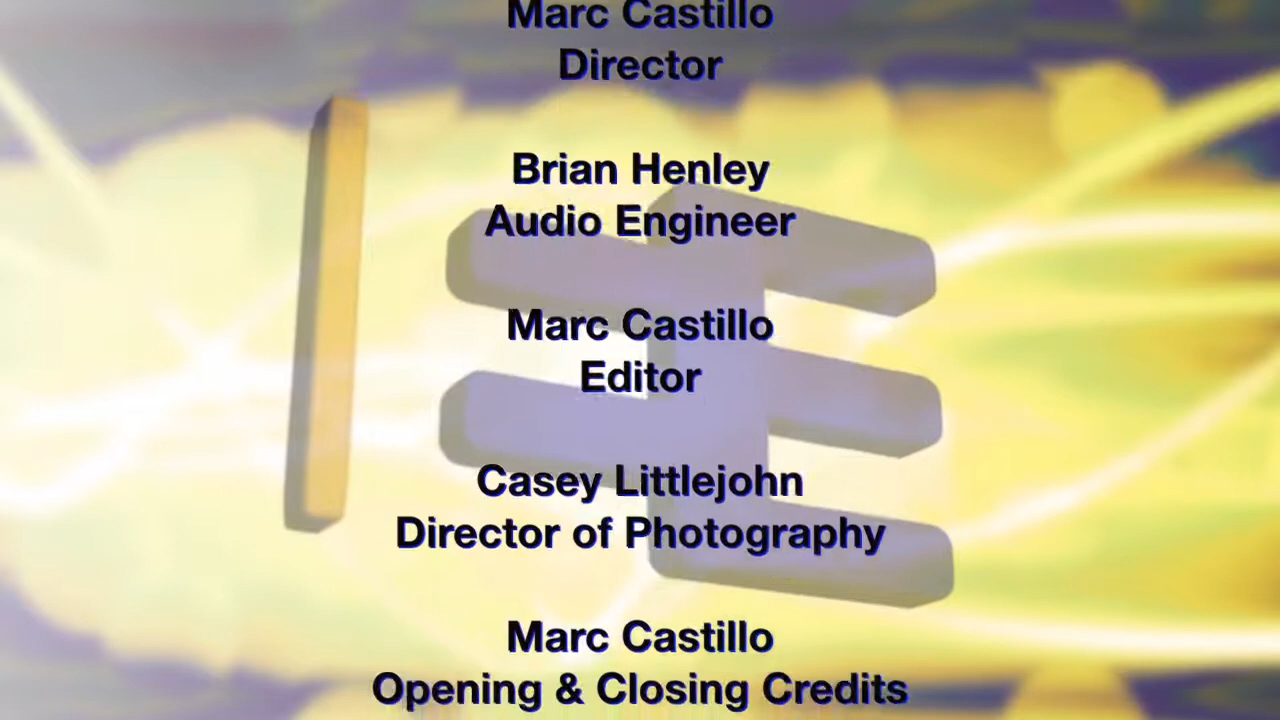 Marc Castillo
Director
Brian Henley
Audio Engineer
Marc Castillo
Editor
Casey Littlejohn
Director of Photography
Marc Castillo
Opening & Closing Credits